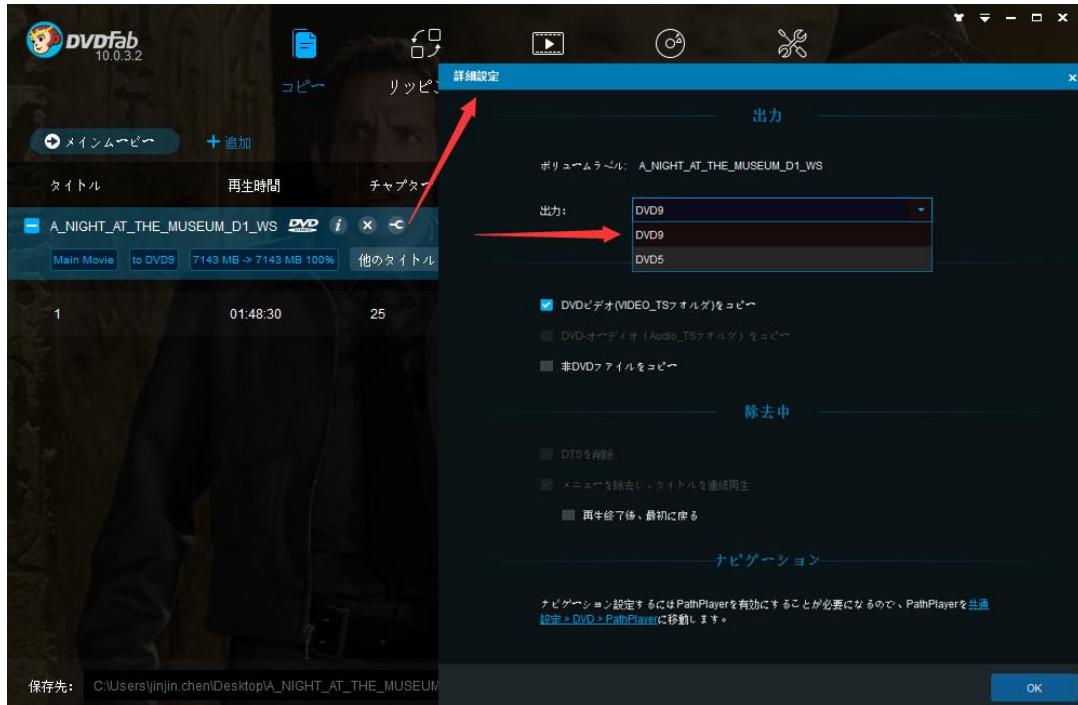 DVDFab
10.0.3.2
コピー
リッピン
メインムービー
+ 追加
タイトル 再生時間 チャプター
A_NIGHT_AT_THE_MUSEUM_D1_WS DVD i
Main Movie to DVD9 7143 MB -> 7143 MB 100% 他のタイトル
1 01:48:30 25
保存先: C:\Users\jinjin.chen\Desktop\A_NIGHT_AT_THE_MUSEUM
詳細設定
出力
ボリュームラベル: A_NIGHT_AT_THE_MUSEUM_D1_WS
出力: DVD9
DVD9
DVD5
DVDビデオ(VIDEO_TSフォルダ)をコピー
DVD-オーディオ (Audio_TSフォルダ) をコピー
非DVDファイルをコピー
除去中
DTSを削除
メニューを除去し、タイトルを連続再生
再生終了後、最初に戻る
ナビゲーション
ナビゲーション設定するにはPathPlayerを有効にすることが必要になるので、PathPlayerを共通
設定 > DVD > PathPlayerに移動します。
OK